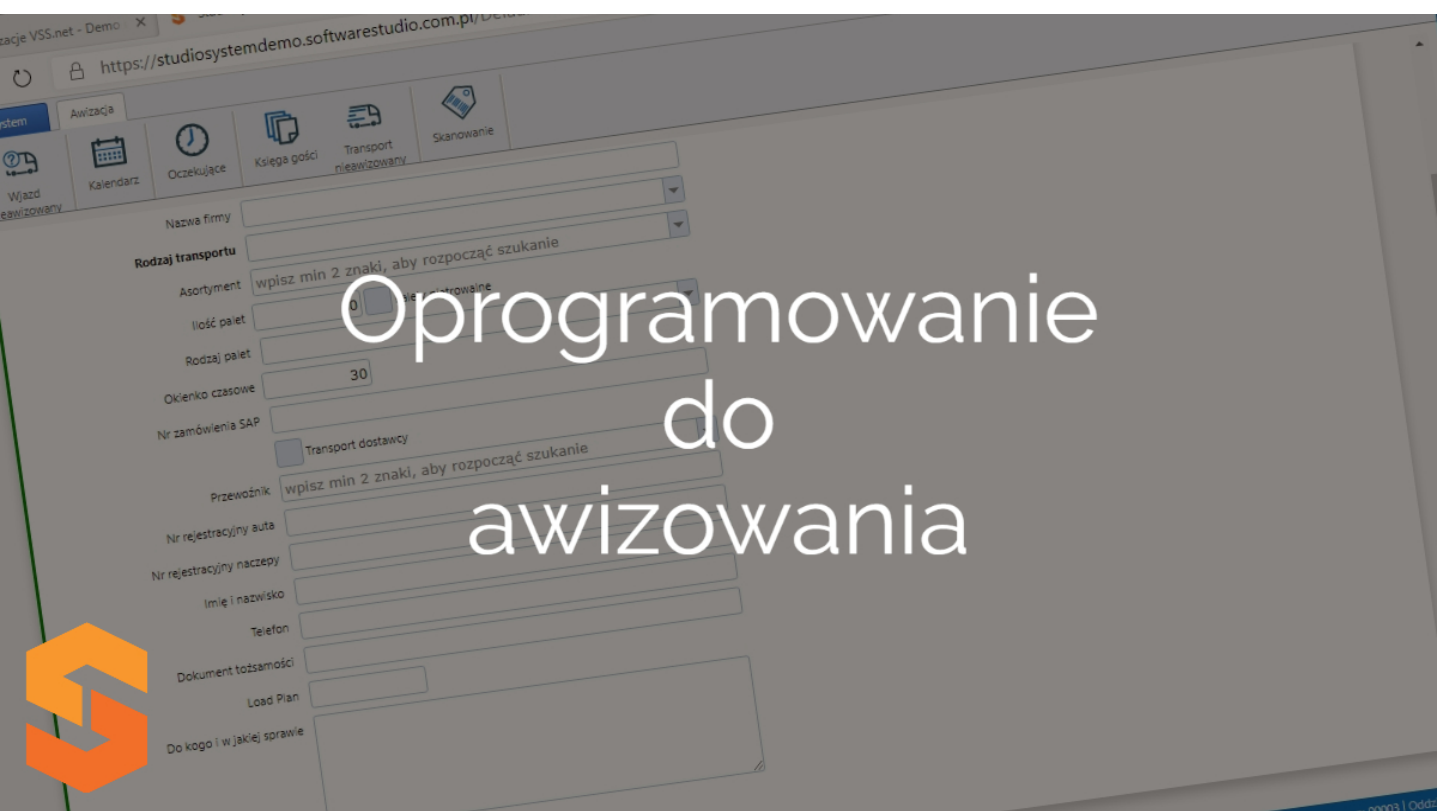 zacje VSS.net - Demo
https://studiosystemdemo.softwarestudio.com.pl/
ystem
Awizacja
Wjazd
eawizowany
Kalendarz
Oczekujące
Księga gości
Transport
nieawizowany
Skanowanie
Nazwa firmy
Rodzaj transportu
Asortyment
wpisz min 2 znaki, aby rozpocząć szukanie
Ilość palet
0
Rodzaj palet
Okienko czasowe
30
Nr zamówienia SAP
Transport dostawcy
Przewoźnik
wpisz min 2 znaki, aby rozpocząć szukanie
Nr rejestracyjny auta
Nr rejestracyjny naczepy
Imię i nazwisko
Telefon
Dokument tożsamości
Load Plan
Do kogo i w jakiej sprawie
Oprogramowanie
do
awizowania